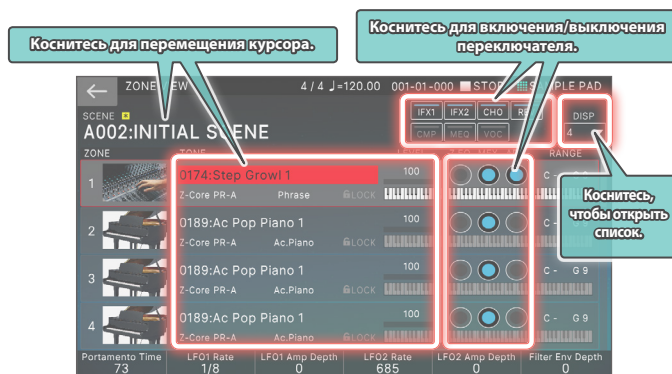 Коснитесь для включения/выключения
переключателя.
Коснитесь для перемещения курсора.
ZONE
4 / 4 ♩=120.00 001-01-000 STOP SAMPLE PAD
SCENE
A002:INITIAL SCENE
IFX1 IFX2 CHO
CMP MEQ VOC
DISP
4
ZONE RANGE
1
0174:Step Growl 1
100
Z-Core PR-A Phrase LOCK
C -
Коснитесь,
чтобы открыть
список.
2
0189:Ac Pop Piano 1
100
Z-Core PR-A Ac.Piano LOCK
3
0189:Ac Pop Piano 1
100
C - G 9
Z-Core PR-A Ac.Piano LOCK
4
0189:Ac Pop Piano 1
100
C - G 9
Z-Core PR-A Ac.Piano LOCK
Portamento Time LFO1 Rate LFO1 Amp Depth LFO2 Rate LFO2 Amp Depth Filter Env Depth
73 1/8 0 685 0 0